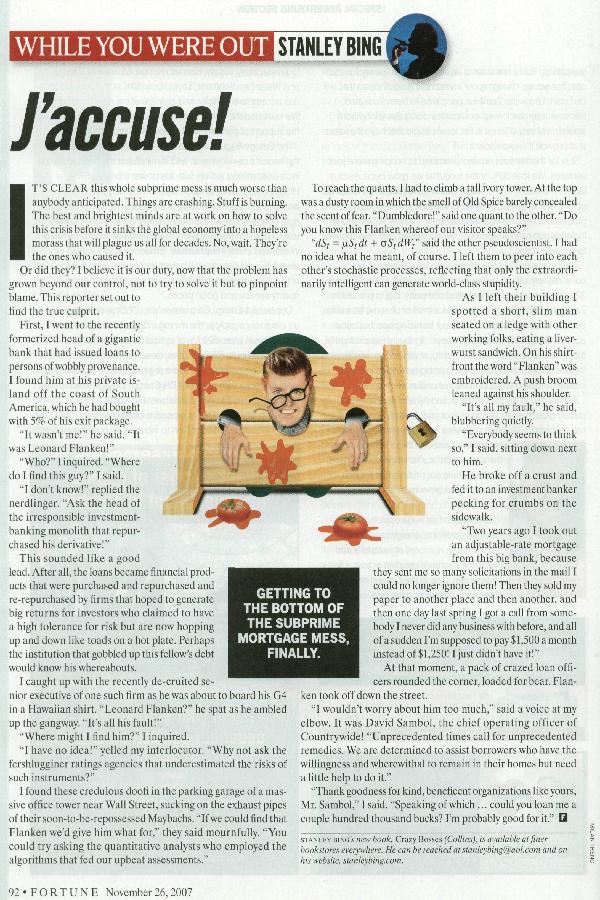 WHILE YOU WERE OUT STANLEY BING
J'accuse!
IT'S CLEAR this whole subprime mess is much worse than
anybody anticipated. Things are crashing. Stuff is burning.
The best and brightest minds are at work on how to solve
this crisis before it sinks the global economy into a hopeless
morass that will plague us all for decades. No, wait. They're
the ones who caused it.
Or did they? I believe it is our duty, now that the problem has
grown beyond our control, not to try to solve it but to pinpoint
blame. This reporter set out to
find the true culprit.
First, I went to the recently
formerized head of a gigantic
bank that had issued loans to
persons of wobbly provenance.
I found him at his private is-
land off the coast of South
America, which he had bought
with 5% of his exit package.
"It wasn't me!" he said. "It
was Leonard Flanken!"
"Who?" I inquired. "Where
do I find this guy?" I said.
"I don't know!" replied the
nerdlinger. "Ask the head of
the irresponsible investment-
banking monolith that repur-
chased his derivative!"
This sounded like a good
lead. After all, the loans became financial prod-
ucts that were purchased and repurchased and
re-repurchased by firms that hoped to generate
big returns for investors who claimed to have
a high tolerance for risk but are now hopping
up and down like toads on a hot plate. Perhaps
the institution that gobbled up this fellow's debt
would know his whereabouts.
I caught up with the recently de-cruited se-
nior executive of one such firm as he was about to board his G4
in a Hawaiian shirt. "Leonard Flanken?" he spat as he ambled
up the gangway. "It's all his fault!"
"Where might I find him?" I inquired.
"I have no idea!" yelled my interlocutor. "Why not ask the
fershlugginer ratings agencies that underestimated the risks of
such instruments?"
I found these credulous doofi in the parking garage of a mas-
sive office tower near Wall Street, sucking on the exhaust pipes
of their soon-to-be-repossessed Maybachs. "If we could find that
Flanken we'd give him what for," they said mournfully. "You
could try asking the quantitative analysts who employed the
algorithms that fed our upbeat assessments."
GETTING TO
THE BOTTOM OF
THE SUBPRIME
MORTGAGE MESS,
FINALLY.
To reach the quants, I had to climb a tall ivory tower. At the top
was a dusty room in which the smell of Old Spice barely concealed
the scent of fear. "Dumbledore!" said one quant to the other. "Do
you know this Flanken whereof our visitor speaks?"
"dSt = μSt dt + σSt dWt" said the other pseudoscientist. I had
no idea what he meant, of course. I left them to peer into each
other's stochastic processes, reflecting that only the extraordi-
narily intelligent can generate world-class stupidity.
As I left their building I
spotted a short, slim man
seated on a ledge with other
working folks, eating a liver-
wurst sandwich. On his shirt-
front the word "Flanken" was
embroidered. A push broom
leaned against his shoulder.
"It's all my fault," he said,
blubbering quietly.
"Everybody seems to think
so," I said, sitting down next
to him.
He broke off a crust and
fed it to an investment banker
pecking for crumbs on the
sidewalk.
"Two years ago I took out
an adjustable-rate mortgage
from this big bank, because
they sent me so many solicitations in the mail I
could no longer ignore them! Then they sold my
paper to another place and then another, and
then one day last spring I got a call from some-
body I never did any business with before, and all
of a sudden I'm supposed to pay $1,500 a month
instead of $1,250! I just didn't have it!"
At that moment, a pack of crazed loan offi-
cers rounded the corner, loaded for bear. Flan-
ken took off down the street.
"I wouldn't worry about him too much," said a voice at my
elbow. It was David Sambol, the chief operating officer of
Countrywide! "Unprecedented times call for unprecedented
remedies. We are determined to assist borrowers who have the
willingness and wherewithal to remain in their homes but need
a little help to do it."
"Thank goodness for kind, beneficent organizations like yours,
Mr. Sambol," I said. "Speaking of which ... could you loan me a
couple hundred thousand bucks? I'm probably good for it." F
STANLEY BING's new book, Crazy Bosses (Collins), is available at finer
bookstores everywhere. He can be reached at stanleybing@aol.com and on
his website, stanleybing.com.
92 • FORTUNE November 26, 2007